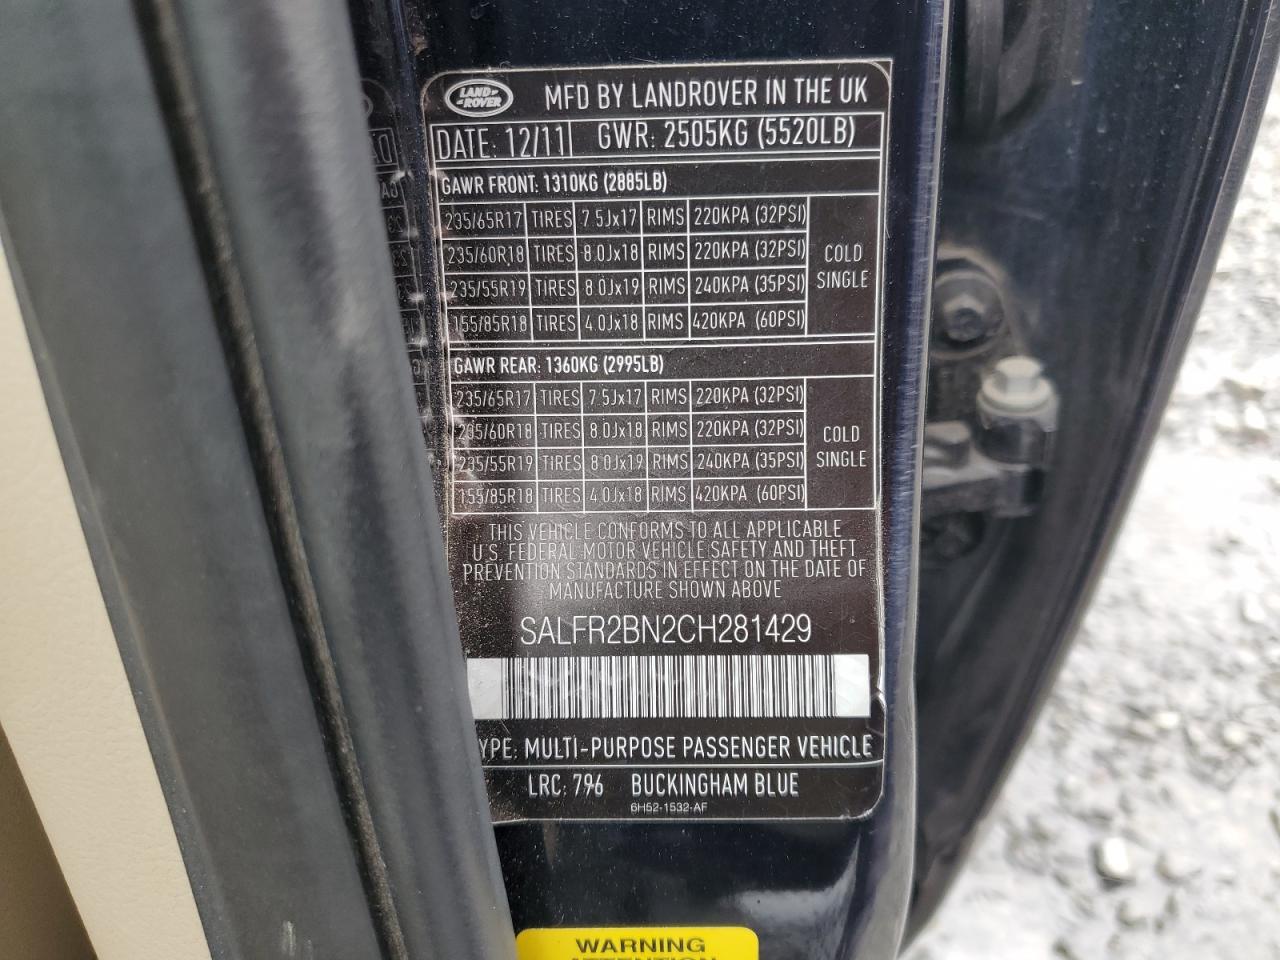 LAND ROVER
MFD BY LANDROVER IN THE UK
DATE: 12/11 GWR: 2505KG (5520LB)
GAWR FRONT: 1310KG (2885LB)
235/65R17 TIRES 7.5Jx17 RIMS 220KPA (32PSI)
235/60R18 TIRES 8.0Jx18 RIMS 220KPA (32PSI)
235/55R19 TIRES 8.0Jx19 RIMS 240KPA (35PSI)
155/85R18 TIRES 4.0Jx18 RIMS 420KPA (60PSI)
COLD
SINGLE
GAWR REAR: 1360KG (2995LB)
235/65R17 TIRES 7.5Jx17 RIMS 220KPA (32PSI)
235/60R18 TIRES 8.0Jx18 RIMS 220KPA (32PSI)
235/55R19 TIRES 8.0Jx19 RIMS 240KPA (35PSI)
155/85R18 TIRES 4.0Jx18 RIMS 420KPA (60PSI)
COLD
SINGLE
THIS VEHICLE CONFORMS TO ALL APPLICABLE
U.S. FEDERAL MOTOR VEHICLE SAFETY AND THEFT
PREVENTION STANDARDS IN EFFECT ON THE DATE OF
MANUFACTURE SHOWN ABOVE
SALFR2BN2CH281429
YPE: MULTI-PURPOSE PASSENGER VEHICLE
LRC: 796 BUCKINGHAM BLUE
6H52-1532-AF
WARNING